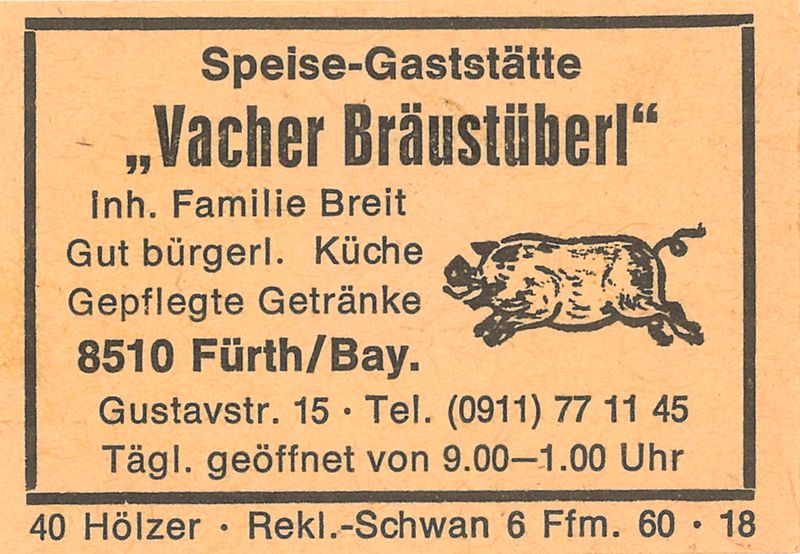 Speise-Gaststätte
„Vacher Bräustüberl“
Inh. Familie Breit
Gut bürgerl. Küche
Gepflegte Getränke
8510 Fürth/Bay.
Gustavstr. 15 · Tel. (0911) 77 11 45
Tägl. geöffnet von 9.00—1.00 Uhr
40 Hölzer · Rekl.-Schwan 6 Ffm. 60 · 18